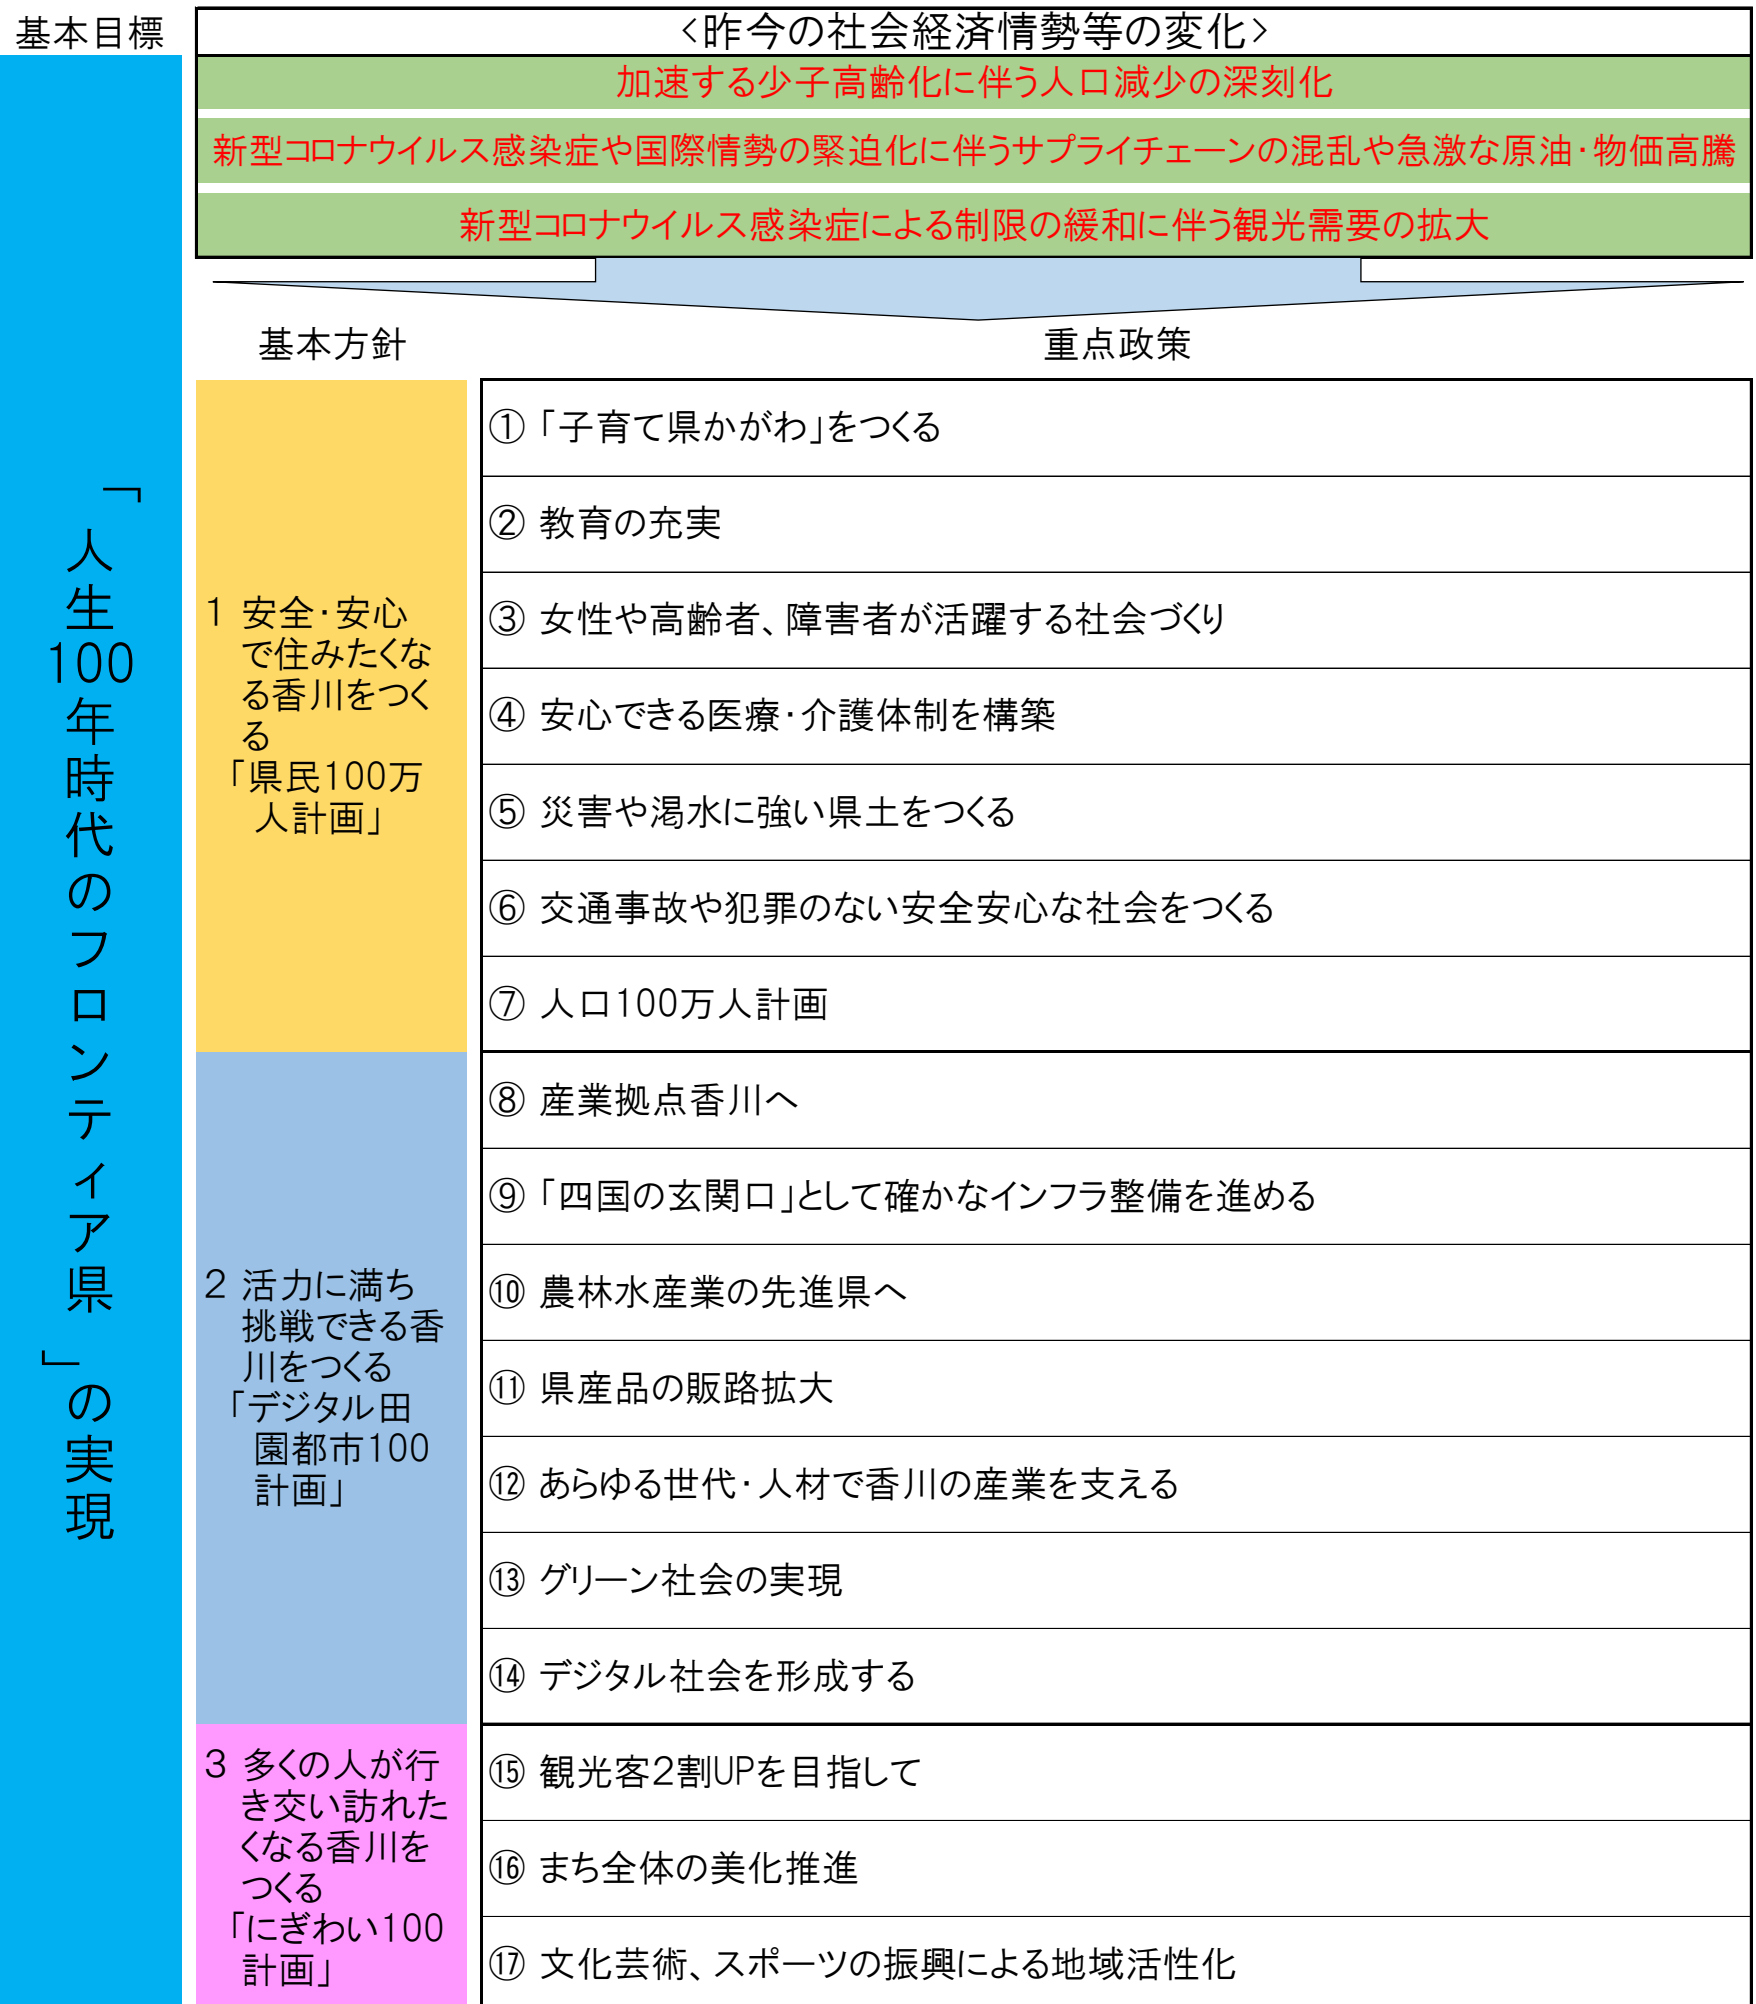 基本目標
「人生100年時代のフロンティア県」の実現
<昨今の社会経済情勢等の変化>
加速する少子高齢化に伴う人口減少の深刻化
新型コロナウイルス感染症や国際情勢の緊迫化に伴うサプライチェーンの混乱や急激な原油・物価高騰
新型コロナウイルス感染症による制限の緩和に伴う観光需要の拡大
基本方針
重点政策
1 安全・安心
で住みたくな
る香川をつく
る
「県民100万
人計画」
① 「子育て県かがわ」をつくる
② 教育の充実
③ 女性や高齢者、障害者が活躍する社会づくり
④ 安心できる医療・介護体制を構築
⑤ 災害や渇水に強い県土をつくる
⑥ 交通事故や犯罪のない安全安心な社会をつくる
⑦ 人口100万人計画
2 活力に満ち
挑戦できる香
川をつくる
「デジタル田
園都市100
計画」
⑧ 産業拠点香川へ
⑨ 「四国の玄関口」として確かなインフラ整備を進める
⑩ 農林水産業の先進県へ
⑪ 県産品の販路拡大
⑫ あらゆる世代・人材で香川の産業を支える
⑬ グリーン社会の実現
⑭ デジタル社会を形成する
3 多くの人が行
き交い訪れた
くなる香川を
つくる
「にぎわい100
計画」
⑮ 観光客2割UPを目指して
⑯ まち全体の美化推進
⑰ 文化芸術、スポーツの振興による地域活性化